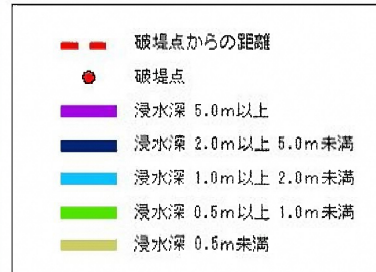 破堤点からの距離
破堤点
浸水深 5.0m以上
浸水深 2.0m以上 5.0m未満
浸水深 1.0m以上 2.0m未満
浸水深 0.5m以上 1.0m未満
浸水深 0.5m未満